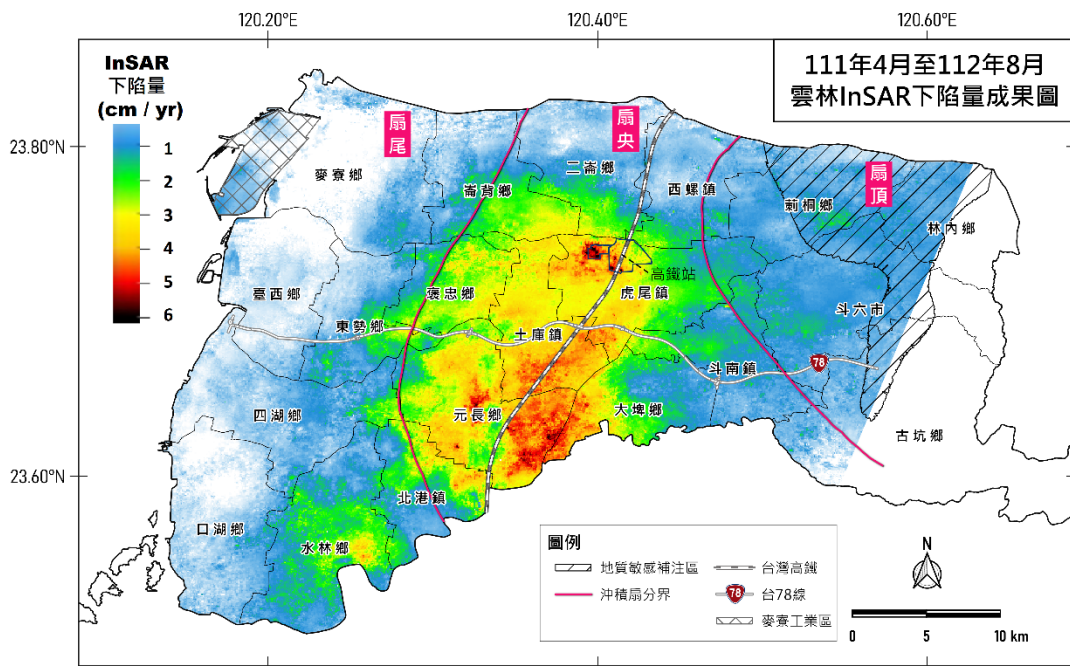 120.20°E
120.40°E
120.60°E
111年4月至112年8月
雲林InSAR下陷量成果圖
InSAR
下陷量
(cm / yr)
1
2
3
4
5
6
23.80°N
23.60°N
扇尾
扇央
扇頂
麥寮鄉
崙背鄉
二崙鄉
西螺鎮
莿桐鄉
林內鄉
高鐵站
臺西鄉
褒忠鄉
虎尾鎮
斗六市
東勢鄉
土庫鎮
斗南鎮
78
四湖鄉
元長鄉
大埤鄉
古坑鄉
北港鎮
口湖鄉
水林鄉
圖例
地質敏感補注區
台灣高鐵
沖積扇分界
78
台78線
麥寮工業區
N
0
5
10 km